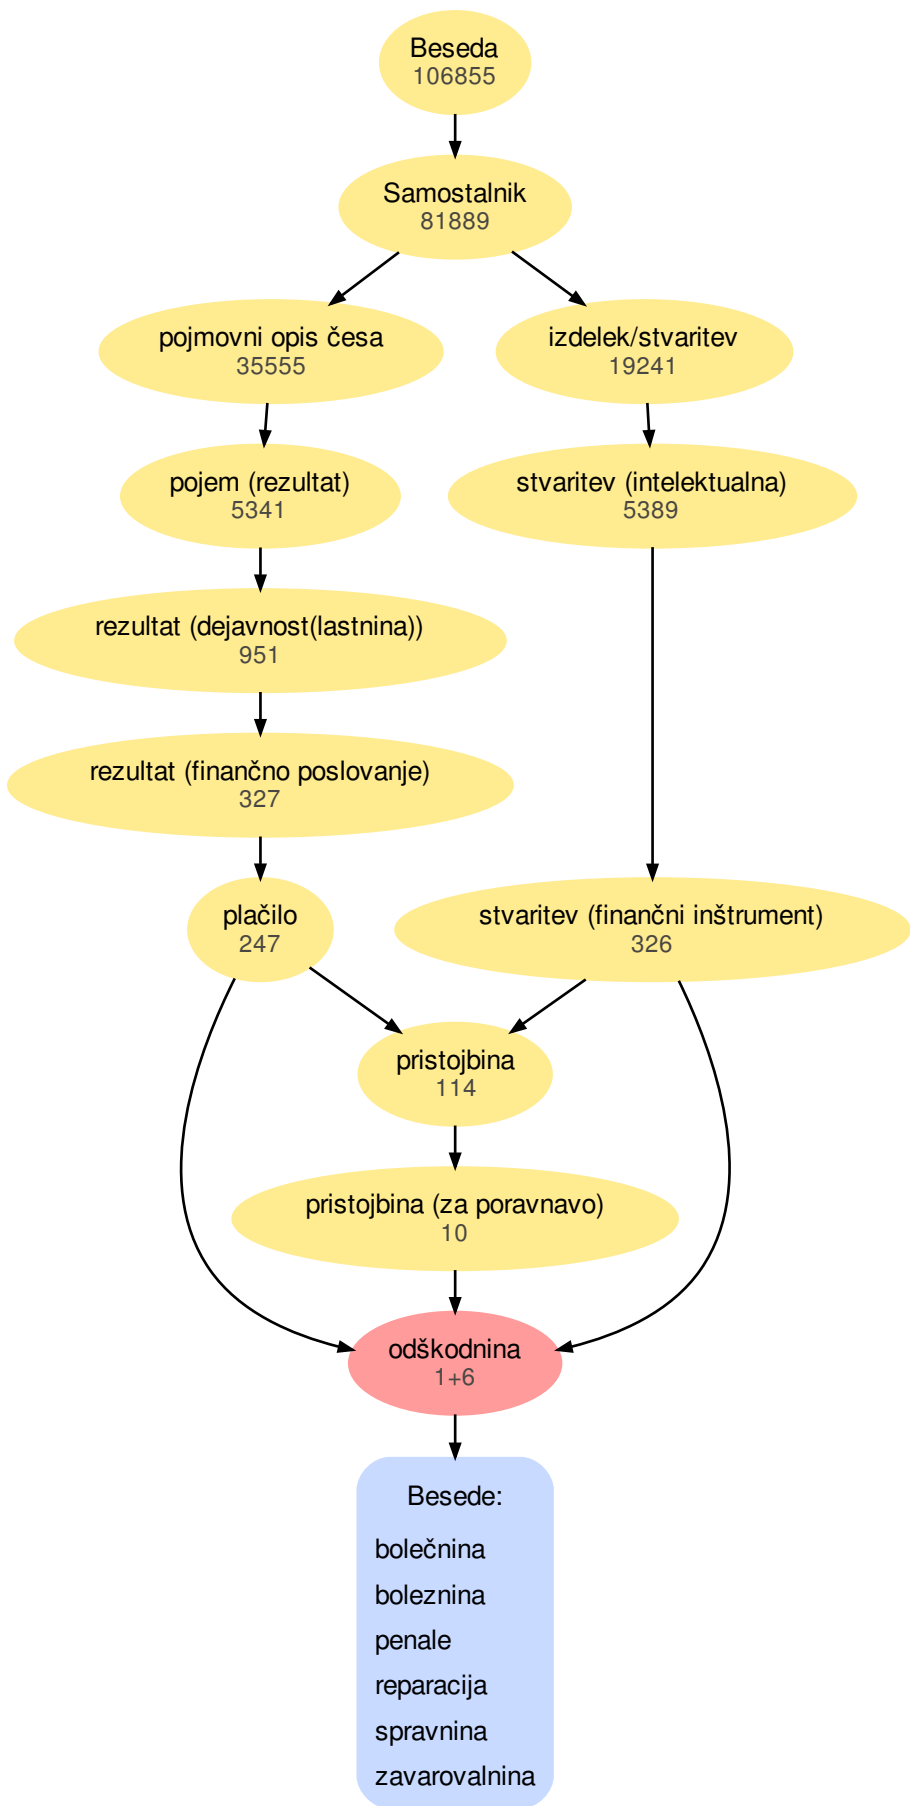 Beseda
106855
Samostalnik
81889
pojmovni opis česa
35555
izdelek/stvaritev
19241
pojem (rezultat)
5341
stvaritev (intelektualna)
5389
rezultat (dejavnost(lastnina))
951
rezultat (finančno poslovanje)
327
plačilo
247
stvaritev (finančni inštrument)
326
pristojbina
114
pristojbina (za poravnavo)
10
odškodnina
1+6
Besede:
bolečnina
boleznina
penale
reparacija
spravnina
zavarovalnina